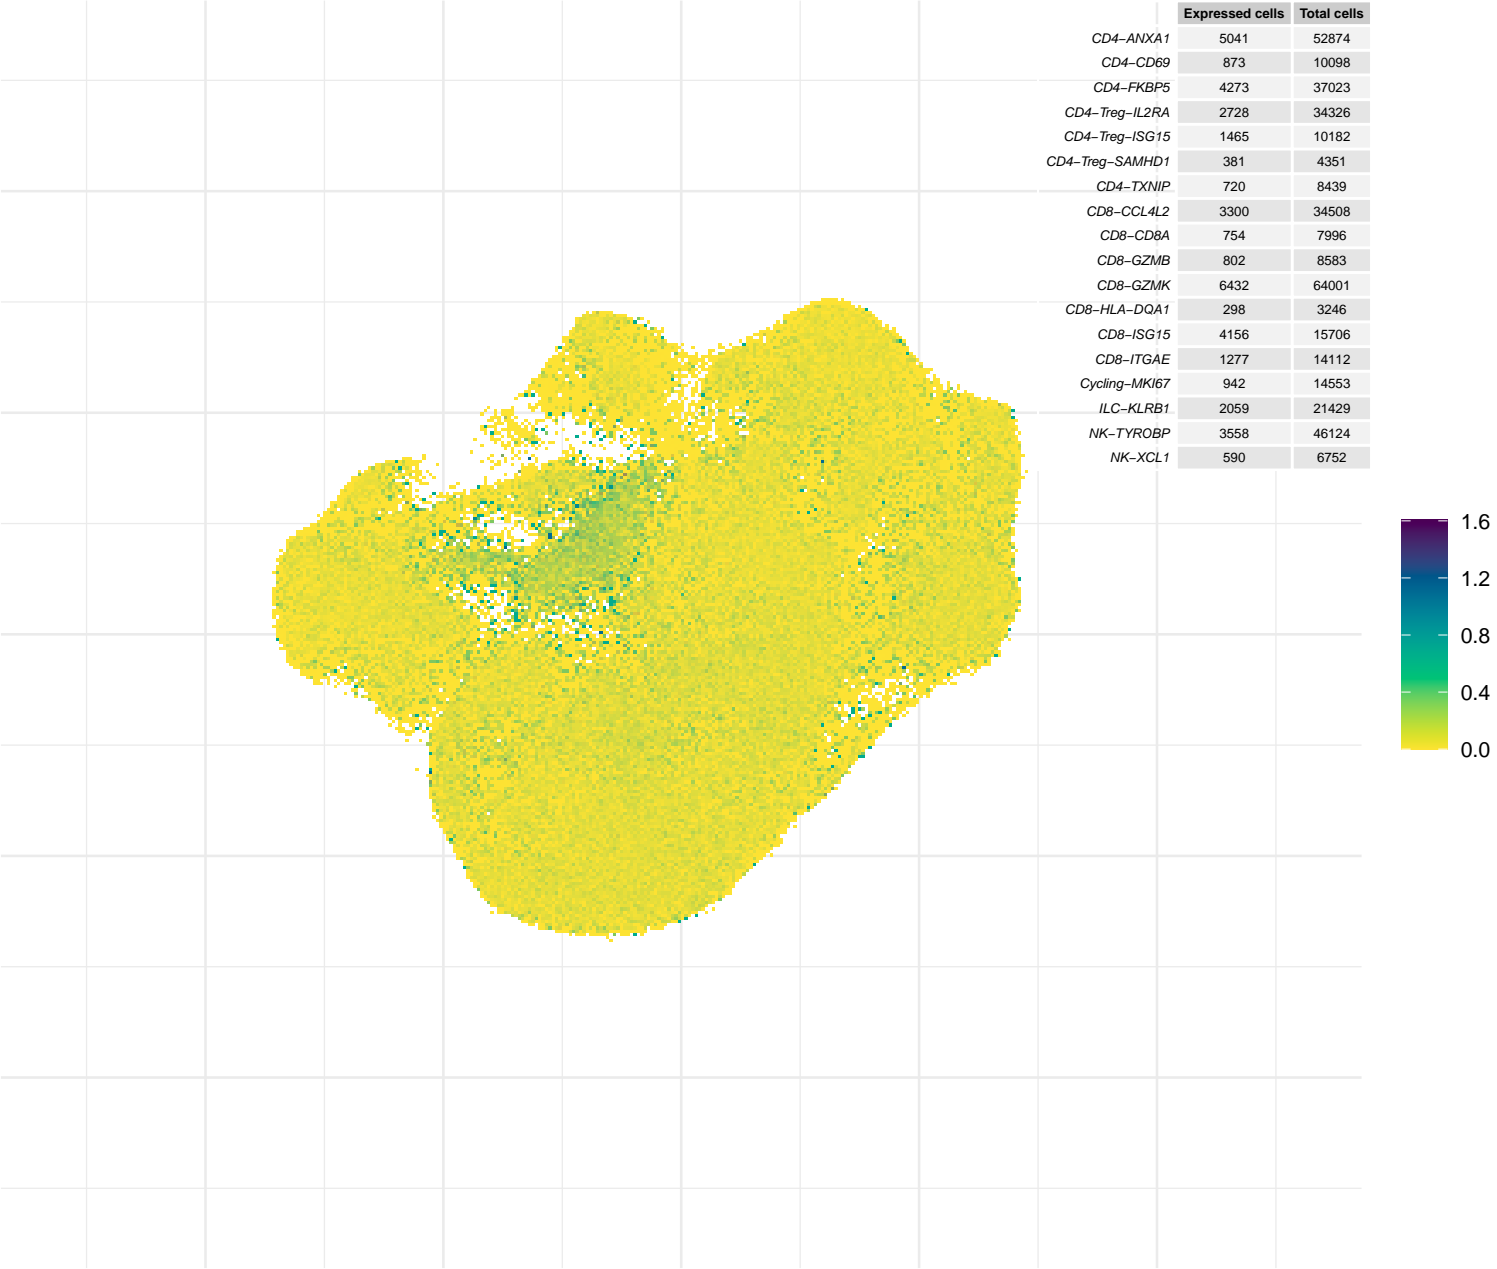 Expressed cells Total cells
CD4−ANXA1 5041 52874
CD4−CD69 873 10098
CD4−FKBP5 4273 37023
CD4−Treg−IL2RA 2728 34326
CD4−Treg−ISG15 1465 10182
CD4−Treg−SAMHD1 381 4351
CD4−TXNIP 720 8439
CD8−CCL4L2 3300 34508
CD8−CD8A 754 7996
CD8−GZMB 802 8583
CD8−GZMK 6432 64001
CD8−HLA−DQA1 298 3246
CD8−ISG15 4156 15706
CD8−ITGAE 1277 14112
Cycling−MKI67 942 14553
ILC−KLRB1 2059 21429
NK−TYROBP 3558 46124
NK−XCL1 590 6752
1.6
1.2
0.8
0.4
0.0